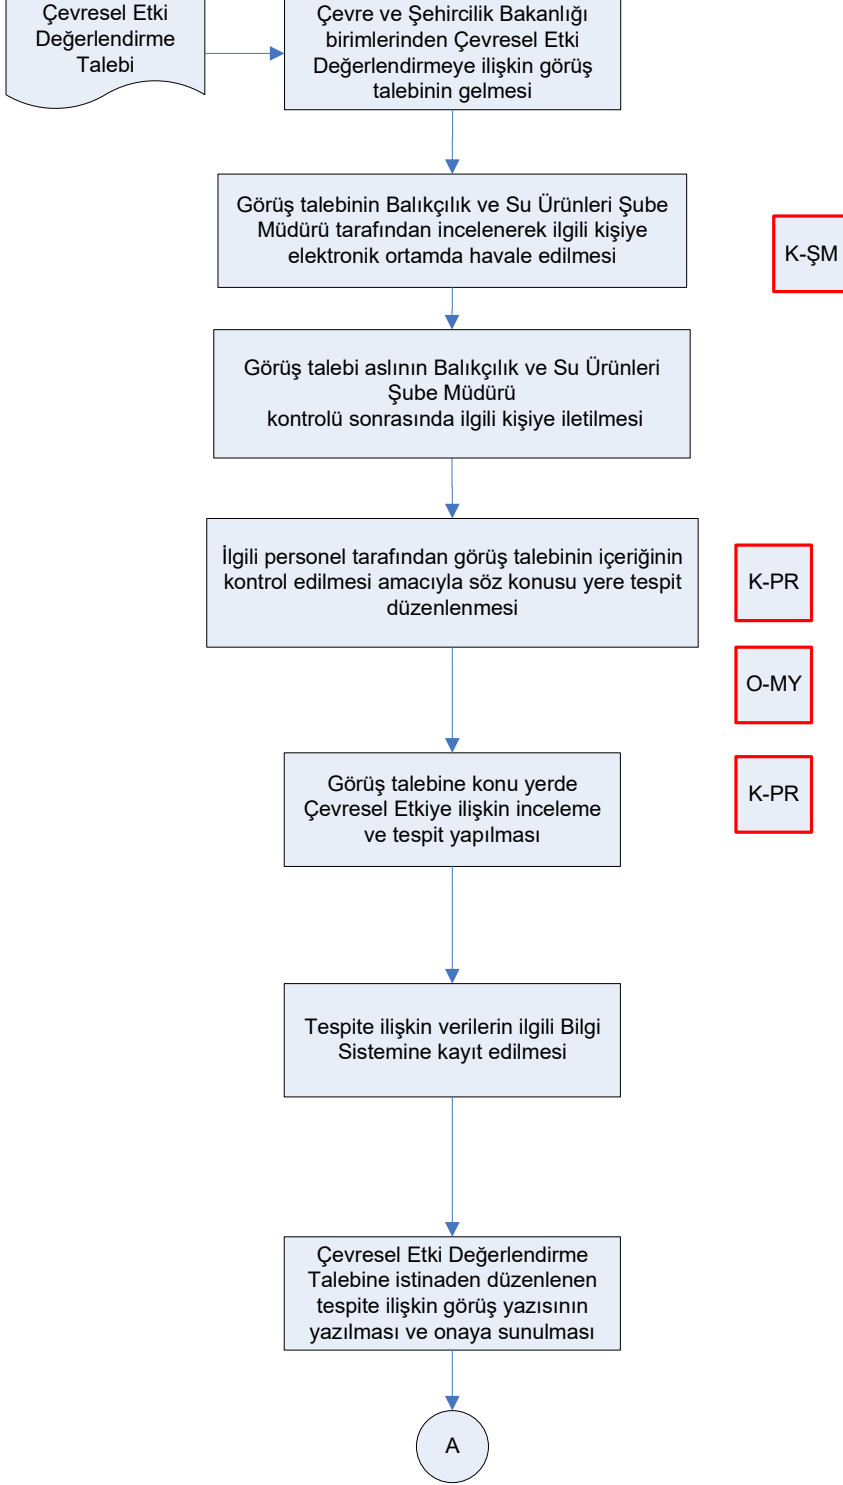 Çevresel Etki
Değerlendirme
Talebi
Çevre ve Şehircilik Bakanlığı
birimlerinden Çevresel Etki
Değerlendirmeye ilişkin görüş
talebinin gelmesi
Görüş talebinin Balıkçılık ve Su Ürünleri Şube
Müdürü tarafından incelenerek ilgili kişiye
elektronik ortamda havale edilmesi
K-ŞM
Görüş talebi aslının Balıkçılık ve Su Ürünleri
Şube Müdürü
kontrolü sonrasında ilgili kişiye iletilmesi
İlgili personel tarafından görüş talebinin içeriğinin
kontrol edilmesi amacıyla söz konusu yere tespit
düzenlenmesi
K-PR
O-MY
Görüş talebine konu yerde
Çevresel Etkiye ilişkin inceleme
ve tespit yapılması
K-PR
Tespite ilişkin verilerin ilgili Bilgi
Sistemine kayıt edilmesi
Çevresel Etki Değerlendirme
Talebine istinaden düzenlenen
tespite ilişkin görüş yazısının
yazılması ve onaya sunulması
A